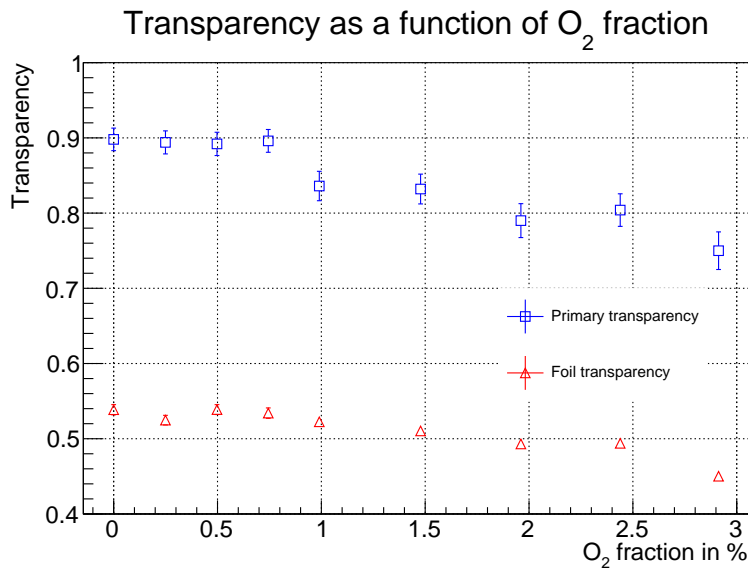 Transparency as a function of O₂ fraction
Transparency
1
0.9
0.8
0.7
0.6
0.5
0.4
Primary transparency
Foil transparency
0 0.5 1 1.5 2 2.5 3
O₂ fraction in %